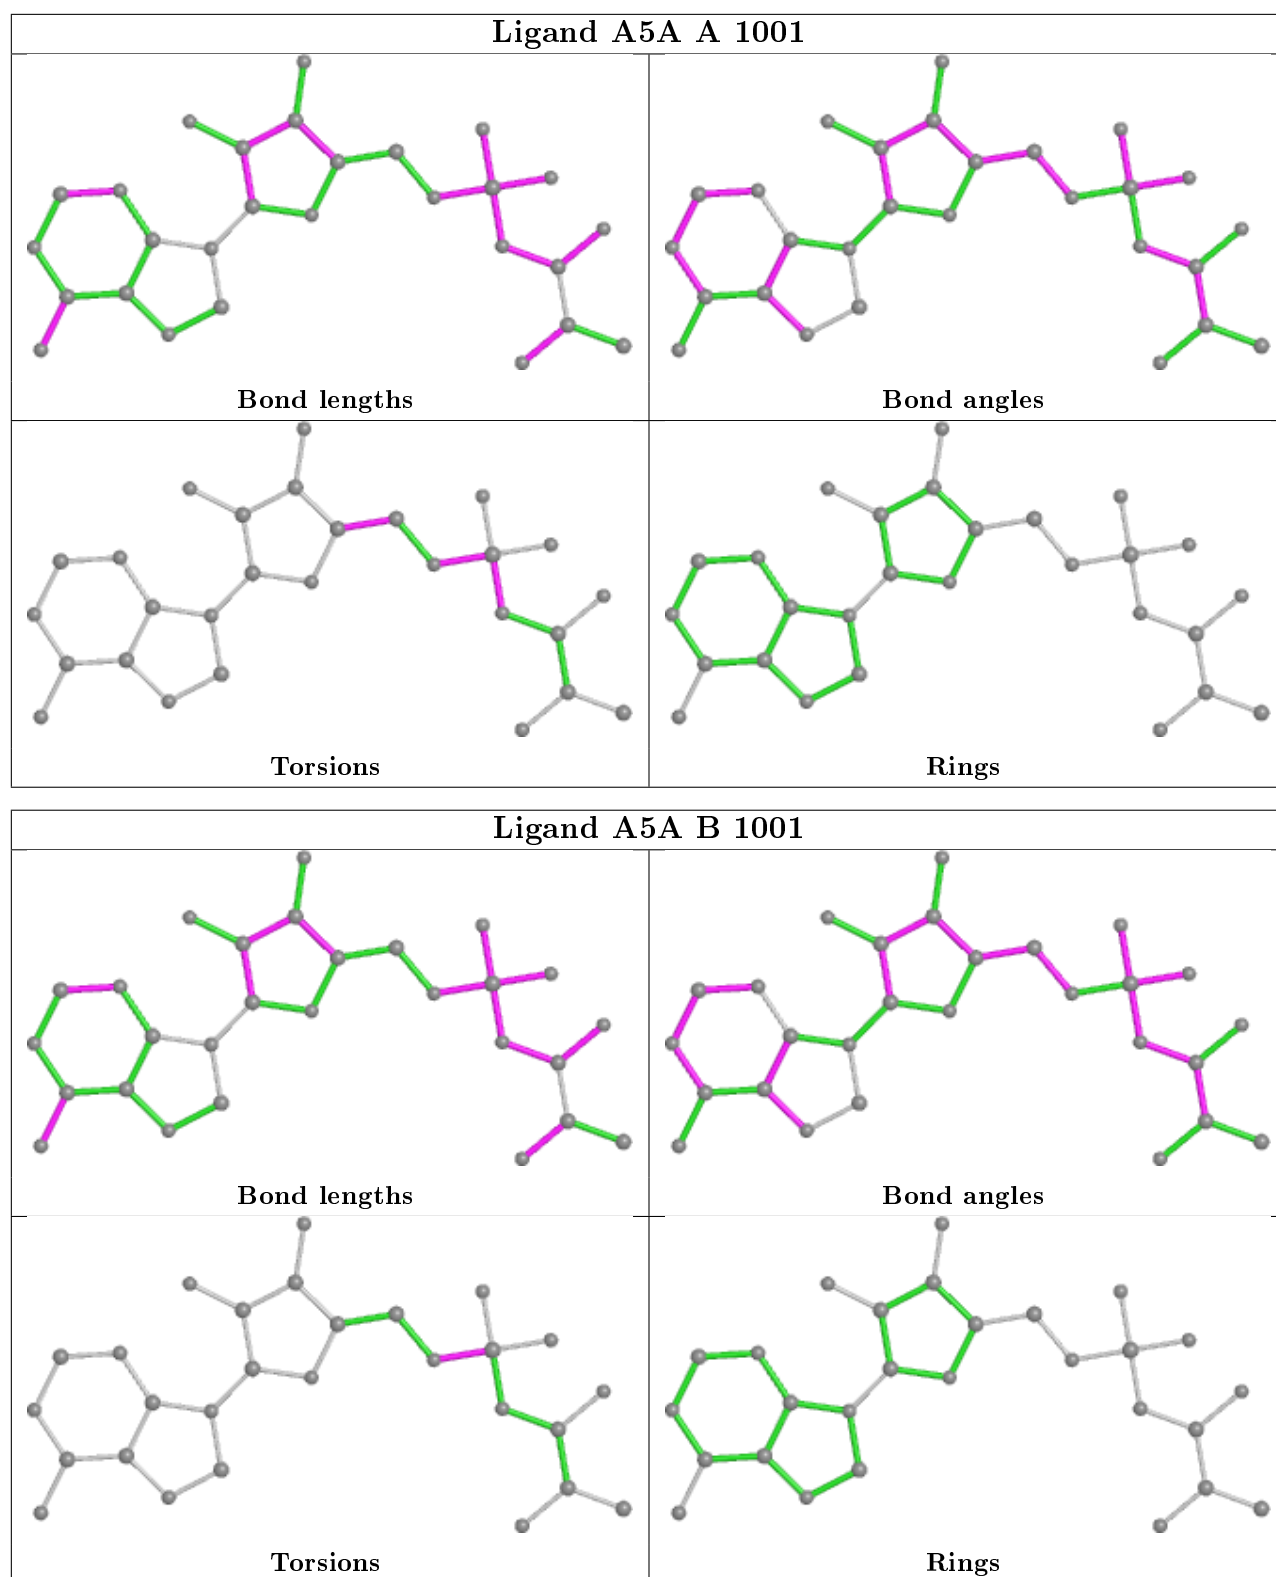 Ligand A5A A 1001
Bond lengths
Bond angles
Torsions
Rings
Ligand A5A B 1001
Bond lengths
Bond angles
Torsions
Rings